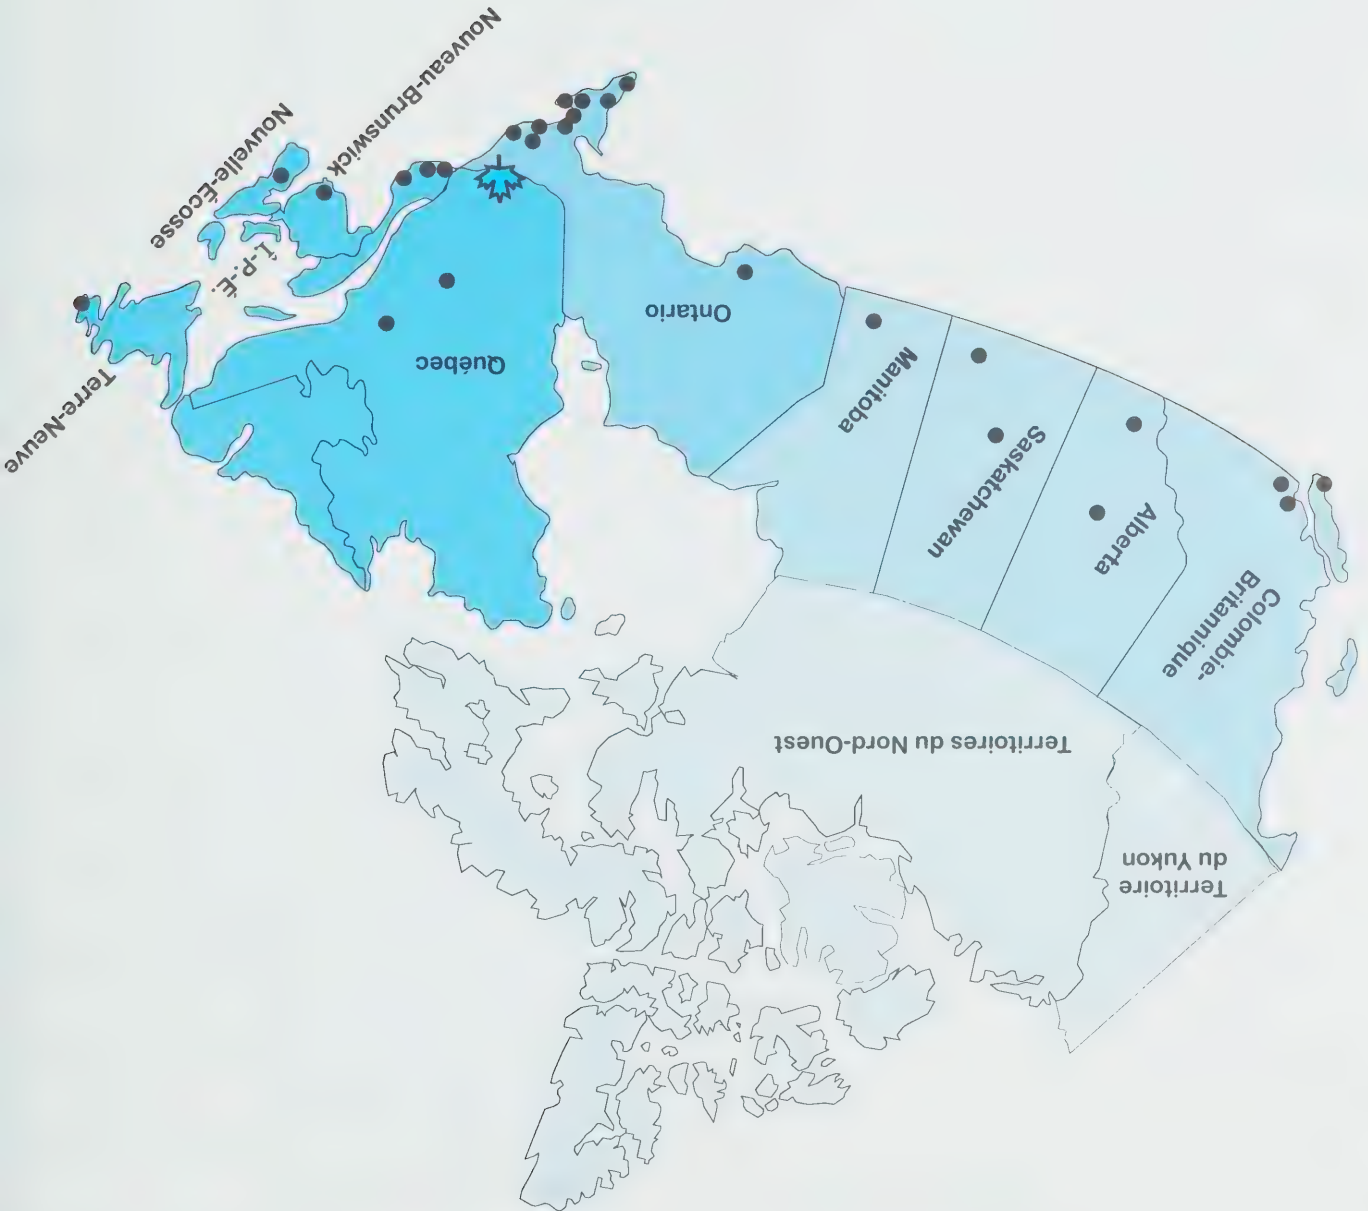 Territoire
du Yukon
Territoires du Nord-Ouest
Colombie-
Britannique
Alberta
Saskatchewan
Manitoba
Ontario
Québec
Terre-Neuve
Î.-P.-É.
Nouvelle-Écosse
Nouveau-Brunswick